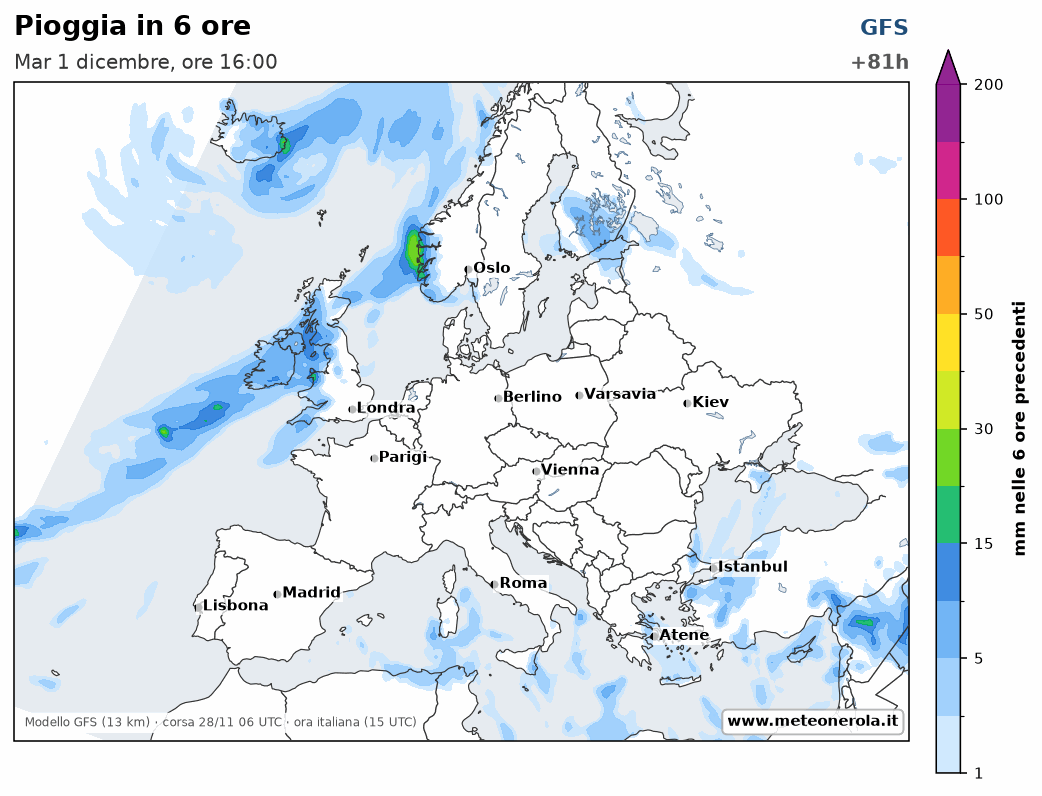 Pioggia in 6 ore
GFS
Mar 1 dicembre, ore 16:00
+81h
200
100
50
30
15
5
1
mm nelle 6 ore precedenti
Oslo
Berlino
Varsavia
Kiev
Londra
Parigi
Vienna
Istanbul
Roma
Madrid
Lisbona
Atene
Modello GFS (13 km) · corsa 28/11 06 UTC · ora italiana (15 UTC)
www.meteonerola.it